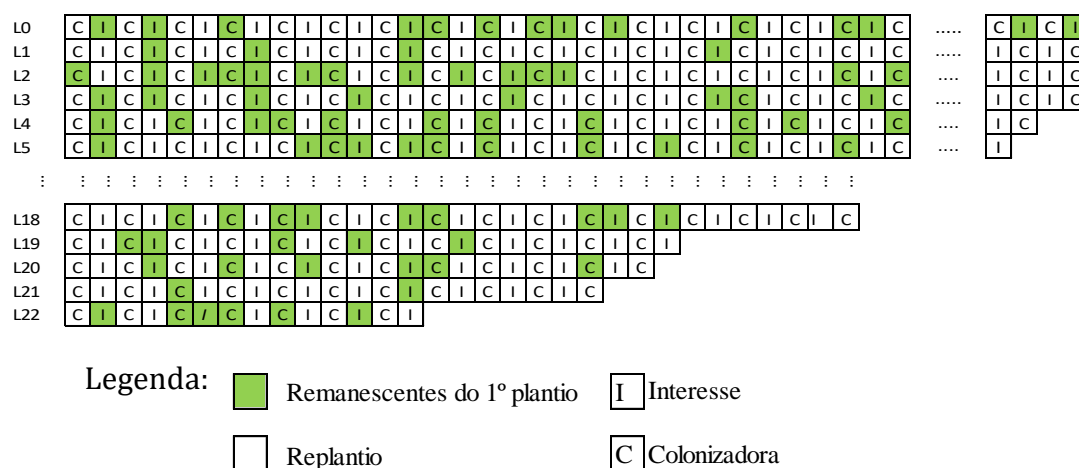 L0 C I C I C I C I C I C I C I C I C I C I C I C I C I C I C I C I C ..... C I C I
L1 C I C I C I C I C I C I C I C I C I C I C I C I C I C I C I C I C ..... I C I C
L2 C I C I C I C I C I C I C I C I C I C I C I C I C I C I C I C I C .... I C I C
L3 C I C I C I C I C I C I C I C I C I C I C I C I C I C I C I C I C ..... I C I C
L4 C I C I C I C I C I C I C I C I C I C I C I C I C I C I C I C I C .... I C
L5 C I C I C I C I C I C I C I C I C I C I C I C I C I C I C I C I C .... I
⋮ ⋮ ⋮ ⋮ ⋮ ⋮ ⋮ ⋮ ⋮ ⋮ ⋮ ⋮ ⋮ ⋮ ⋮ ⋮ ⋮ ⋮ ⋮ ⋮ ⋮ ⋮ ⋮ ⋮ ⋮ ⋮ ⋮ ⋮ ⋮ ⋮ ⋮ ⋮ ⋮
L18 C I C I C I C I C I C I C I C I C I C I C I C I C I C I C I C
L19 C I C I C I C I C I C I C I C I C I C I C I C I
L20 C I C I C I C I C I C I C I C I C I C I C I C
L21 C I C I C I C I C I C I C I C I C I C I C
L22 C I C I C I C I C I C I C I
Legenda:
Remanescentes do 1º plantio
I Interesse
Replantio
C Colonizadora